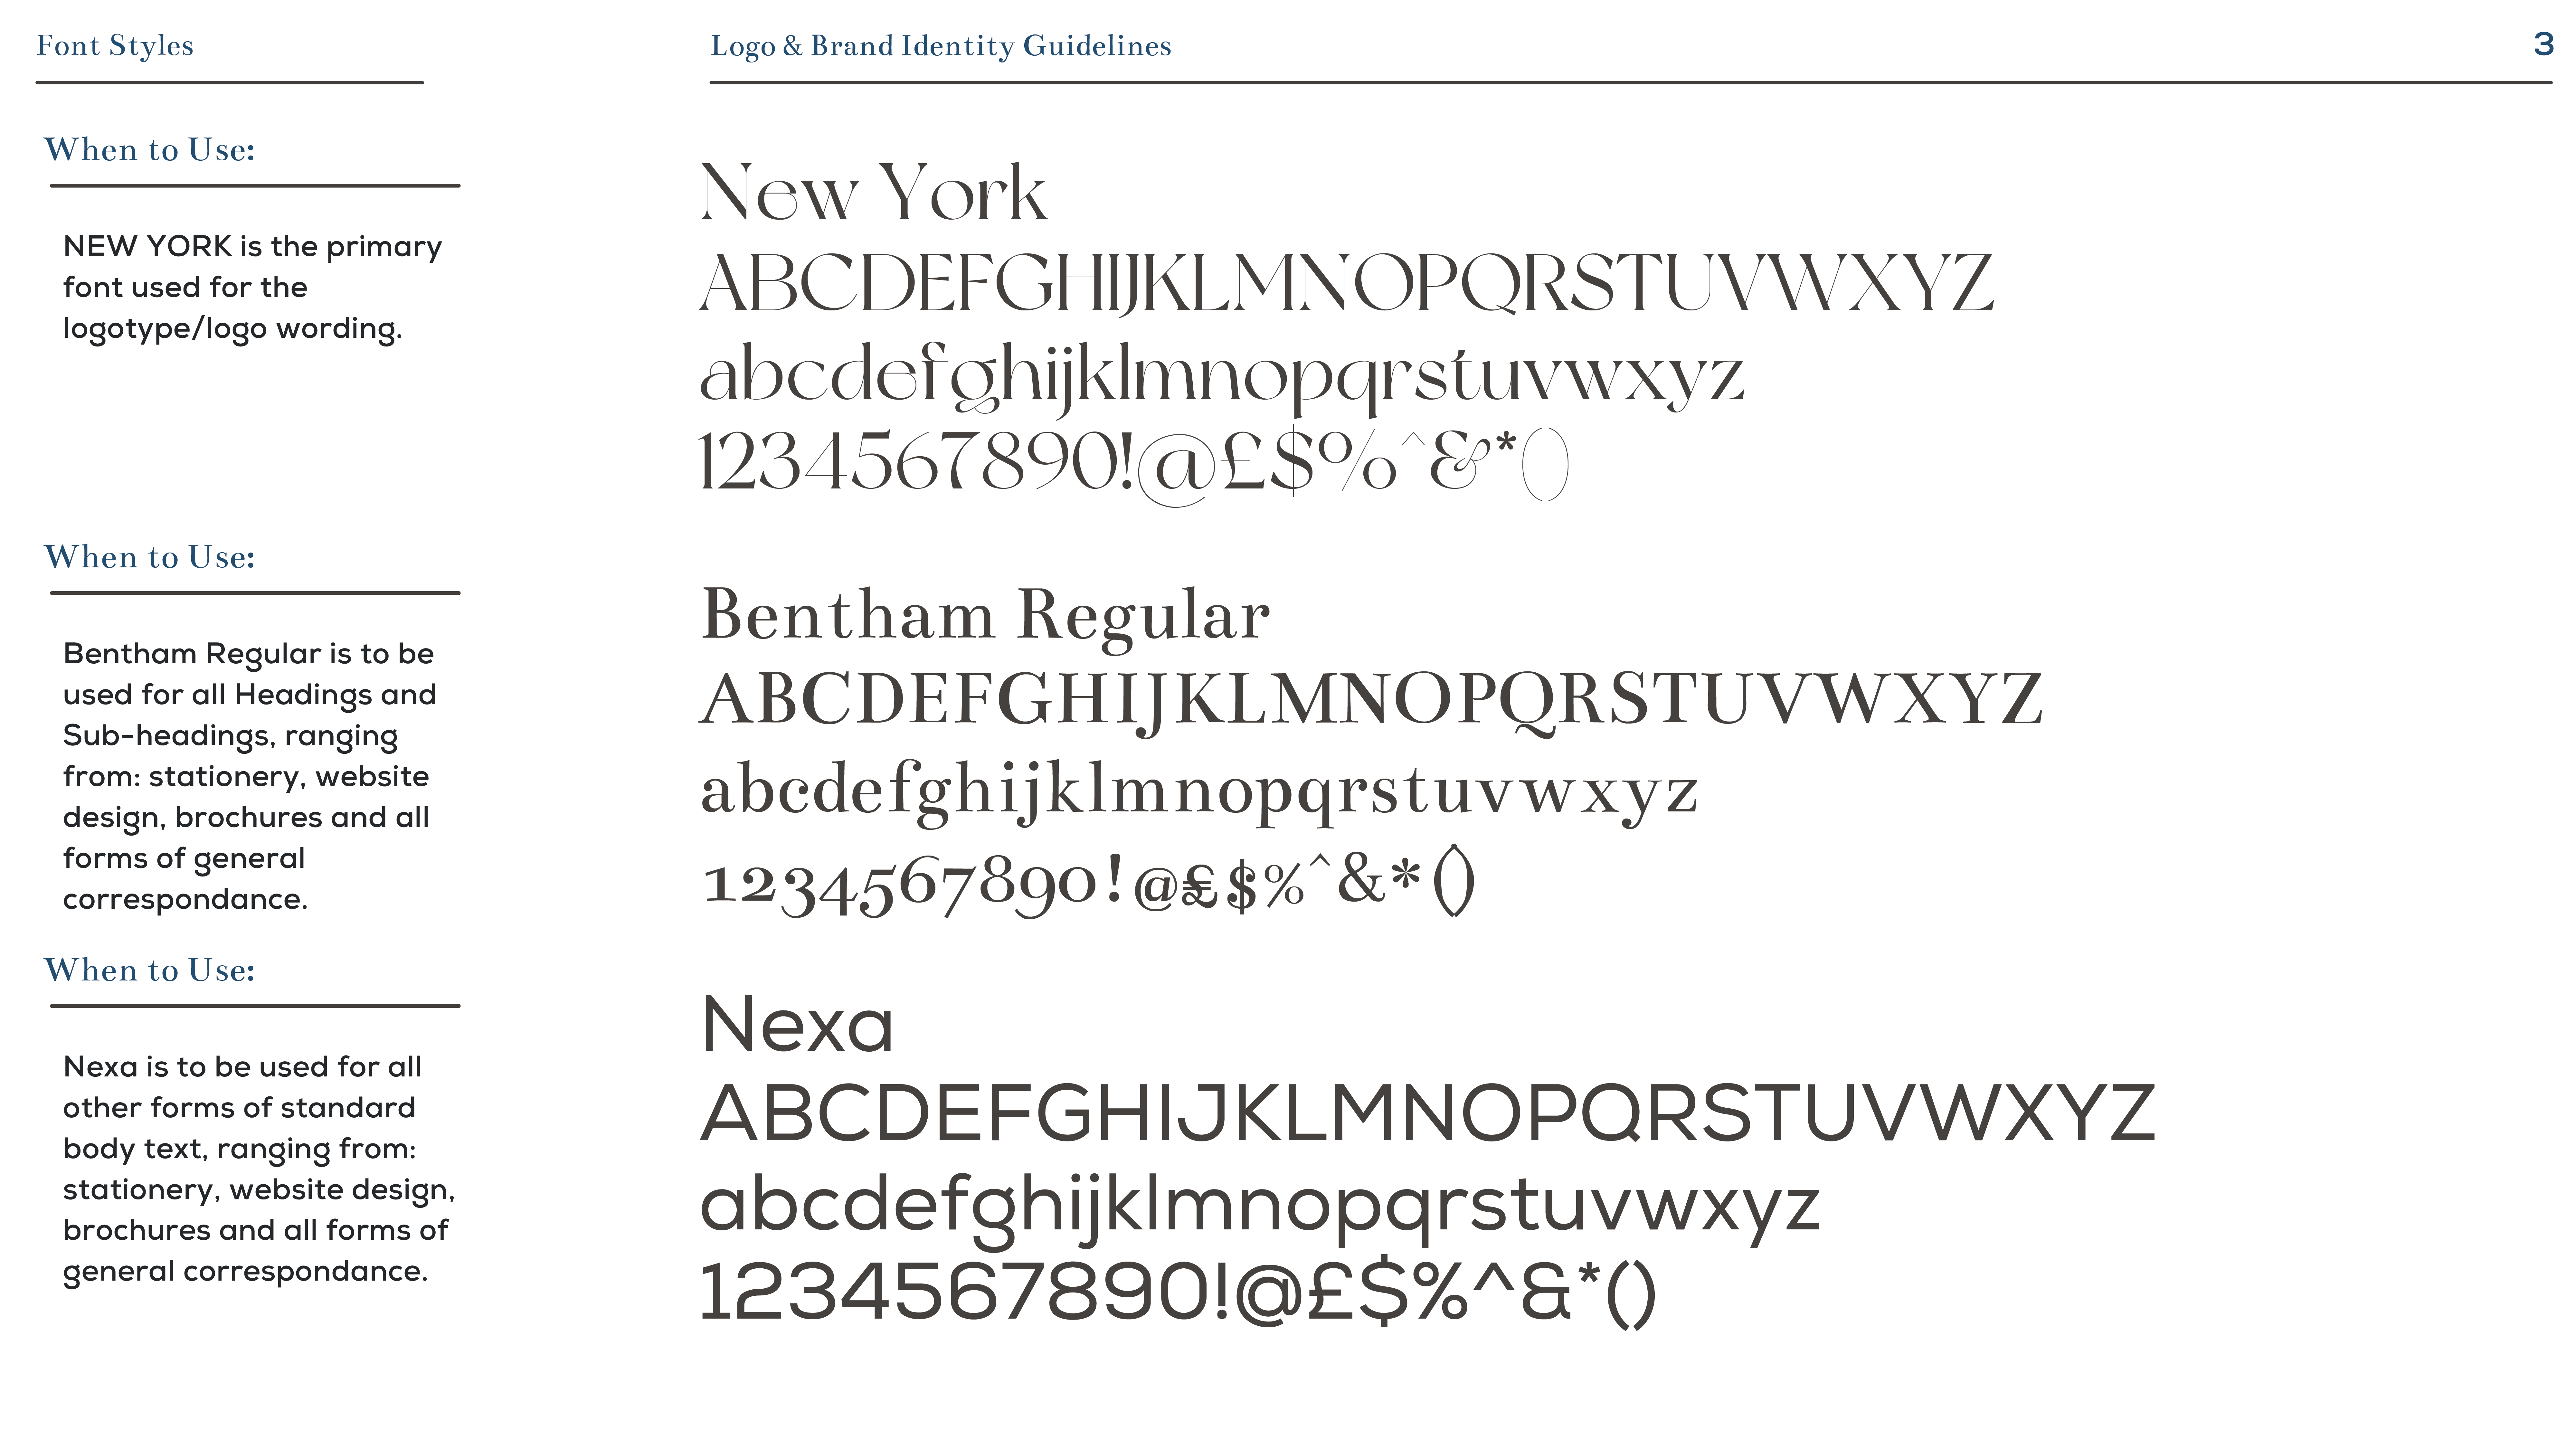 Font Styles
Logo & Brand Identity Guidelines
3
When to Use:
NEW YORK is the primary
font used for the
logotype/logo wording.
New York
ABCDEFGHIJKLMNOPQRSTUVWXYZ
abcdefghijklmnopqrstuvwxyz
1234567890!@£$%^&*()
When to Use:
Bentham Regular is to be
used for all Headings and
Sub-headings, ranging
from: stationery, website
design, brochures and all
forms of general
correspondance.
Bentham Regular
ABCDEFGHIJKLMNOPQRSTUVWXYZ
abcdefghijklmnopqrstuvwxyz
1234567890!@£$%^&*()
When to Use:
Nexa is to be used for all
other forms of standard
body text, ranging from:
stationery, website design,
brochures and all forms of
general correspondance.
Nexa
ABCDEFGHIJKLMNOPQRSTUVWXYZ
abcdefghijklmnopqrstuvwxyz
1234567890!@£$%^&*()